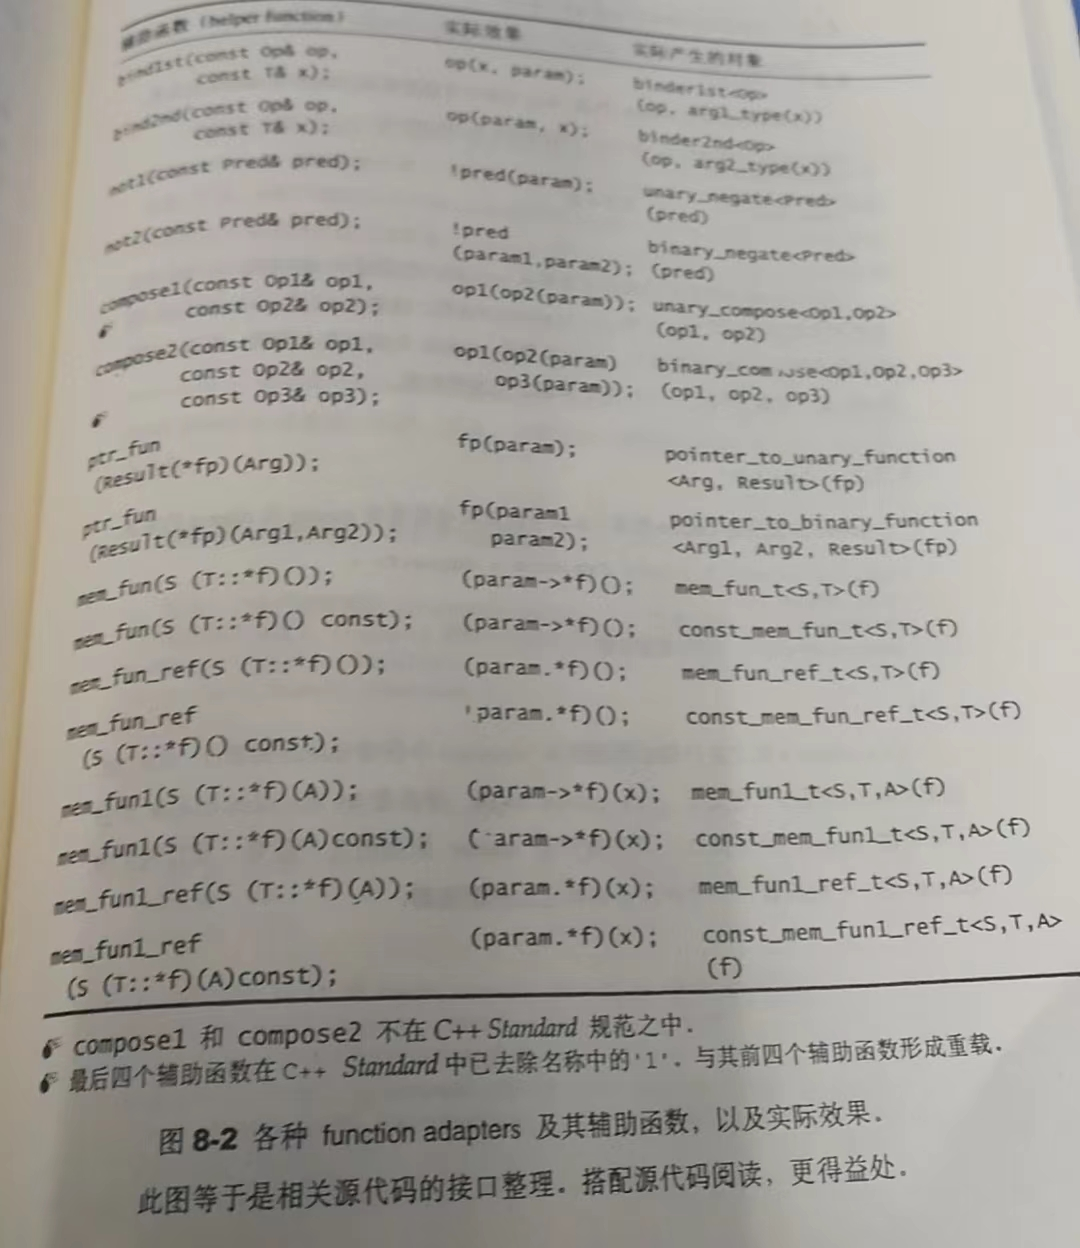 辅助函数（helper function） 实际效果 实际产生的对象
bind1st(const Op& op, op(x, param); binder1st<Op>
const T& x); (op, arg1_type(x))
bind2nd(const Op& op, op(param, x); binder2nd<Op>
const T& x); (op, arg2_type(x))
not1(const Pred& pred); !pred(param); unary_negate<Pred>
(pred)
not2(const Pred& pred); !pred binary_negate<Pred>
(param1,param2); (pred)
compose1(const Op1& op1, op1(op2(param)); unary_compose<Op1,Op2>
const Op2& op2); (op1, op2)
compose2(const Op1& op1, op1(op2(param) binary_com ose<Op1,Op2,Op3>
const Op2& op2, op3(param)); (op1, op2, op3)
const Op3& op3);
ptr_fun fp(param); pointer_to_unary_function
(Result(*fp)(Arg)); <Arg, Result>(fp)
ptr_fun fp(param1 pointer_to_binary_function
(Result(*fp)(Arg1,Arg2)); param2); <Arg1, Arg2, Result>(fp)
mem_fun(S (T::*f)()); (param->*f)(); mem_fun_t<S,T>(f)
mem_fun(S (T::*f)() const); (param->*f)(); const_mem_fun_t<S,T>(f)
mem_fun_ref(S (T::*f)()); (param.*f)(); mem_fun_ref_t<S,T>(f)
mem_fun_ref param.*f)(); const_mem_fun_ref_t<S,T>(f)
(S (T::*f)() const);
mem_fun1(S (T::*f)(A)); (param->*f)(x); mem_fun1_t<S,T,A>(f)
mem_fun1(S (T::*f)(A)const); ( aram->*f)(x); const_mem_fun1_t<S,T,A>(f)
mem_fun1_ref(S (T::*f)(A)); (param.*f)(x); mem_fun1_ref_t<S,T,A>(f)
mem_fun1_ref (param.*f)(x); const_mem_fun1_ref_t<S,T,A>
(S (T::*f)(A)const); (f)
compose1 和 compose2 不在 C++ Standard 规范之中．
最后四个辅助函数在 C++ Standard 中已去除名称中的'1'．与其前四个辅助函数形成重载．
图 8-2 各种 function adapters 及其辅助函数，以及实际效果．
此图等于是相关源代码的接口整理．搭配源代码阅读，更得益处．